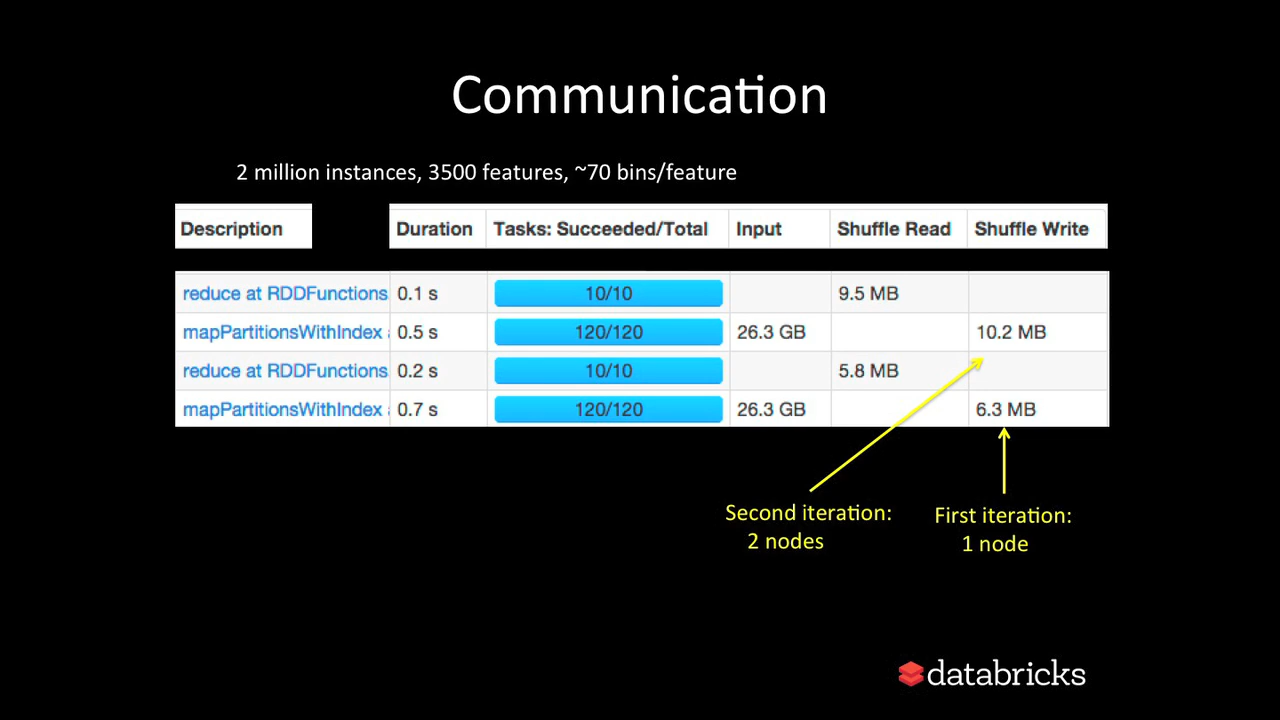 Communication
2 million instances, 3500 features, ~70 bins/feature
Description Duration Tasks: Succeeded/Total Input Shuffle Read Shuffle Write
reduce at RDDFunctions 0.1 s 10/10 9.5 MB
mapPartitionsWithIndex 0.5 s 120/120 26.3 GB 10.2 MB
reduce at RDDFunctions 0.2 s 10/10 5.8 MB
mapPartitionsWithIndex 0.7 s 120/120 26.3 GB 6.3 MB
Second iteration:
2 nodes
First iteration:
1 node
databricks